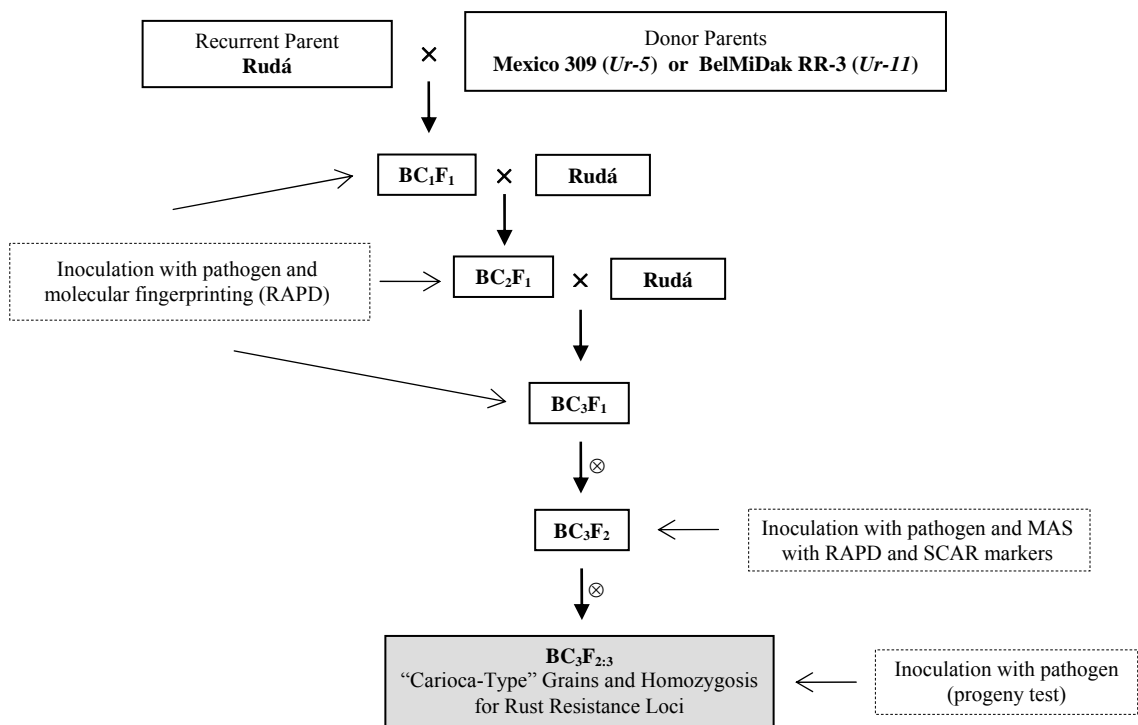 Recurrent Parent
Rudá
×
Donor Parents
Mexico 309 (Ur-5) or BelMiDak RR-3 (Ur-11)
BC₁F₁
×
Rudá
Inoculation with pathogen and
molecular fingerprinting (RAPD)
BC₂F₁
×
Rudá
BC₃F₁
⊗
BC₃F₂
Inoculation with pathogen and MAS
with RAPD and SCAR markers
⊗
BC₃F₂:₃
“Carioca-Type” Grains and Homozygosis
for Rust Resistance Loci
Inoculation with pathogen
(progeny test)